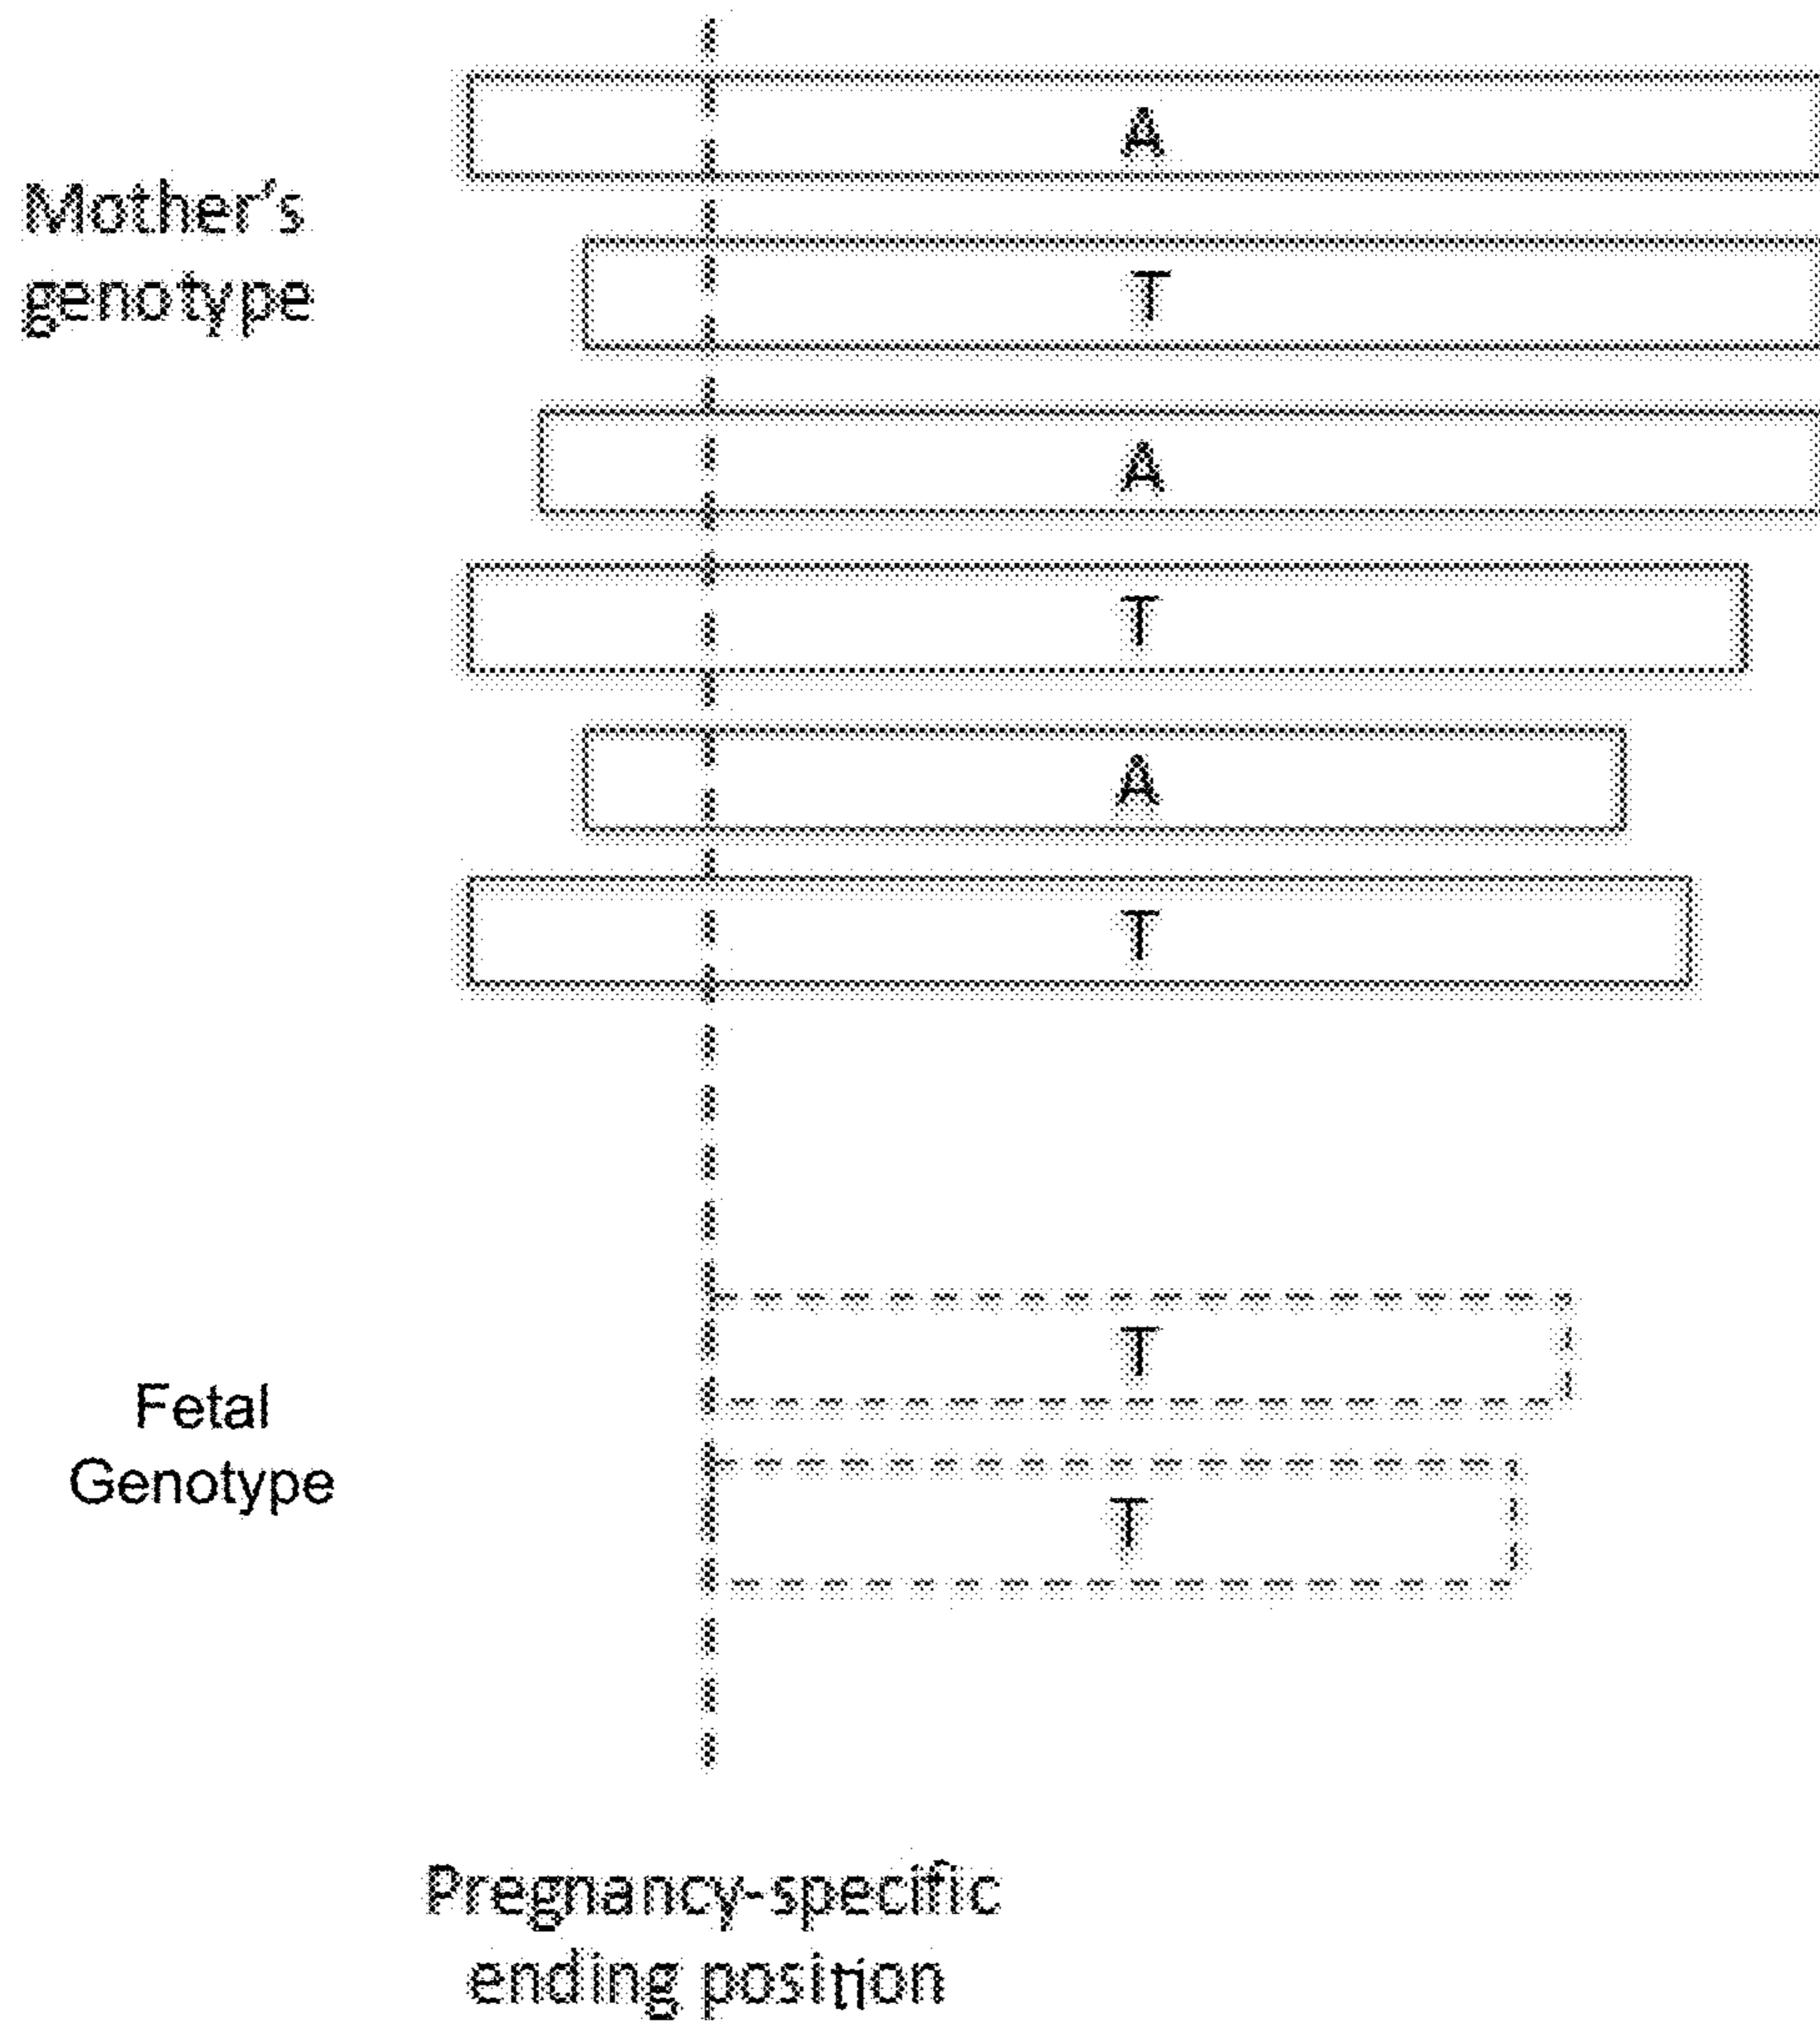 A
Mother's
genotype
T
A
T
A
T
T
Fetal
Genotype
T
Pregnancy-specific
ending position